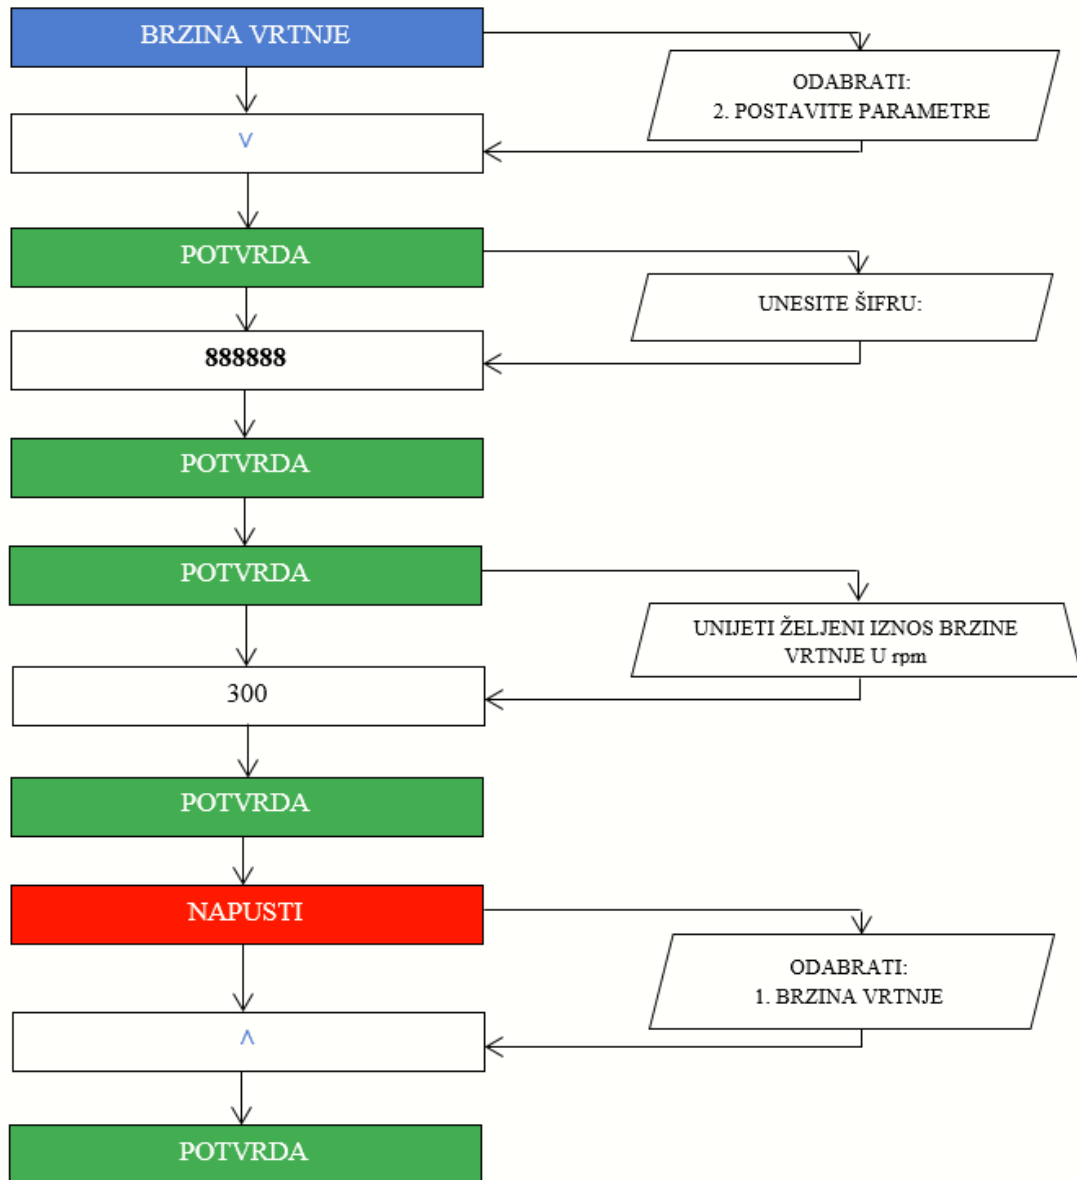 BRZINA VRTNJE
ODABRATI:
2. POSTAVITE PARAMETRE
˅
POTVRDA
UNESITE ŠIFRU:
888888
POTVRDA
POTVRDA
UNIJETI ŽELJENI IZNOS BRZINE
VRTNJE U rpm
300
POTVRDA
NAPUSTI
ODABRATI:
1. BRZINA VRTNJE
˄
POTVRDA